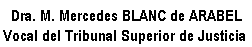 Dra. M. Mercedes BLANC de ARABEL
Vocal del Tribunal Superior de Justicia